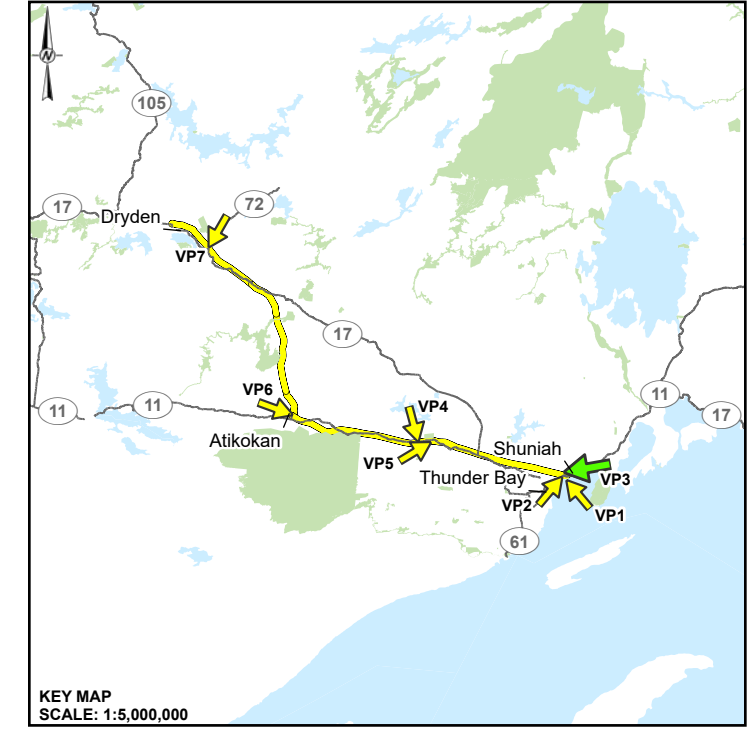 N
105
17
Dryden
72
VP7
17
VP6
11
11
VP4
11
17
Atikokan
Shuniah
VP5
Thunder Bay
VP3
VP2
VP1
61
KEY MAP
SCALE: 1:5,000,000